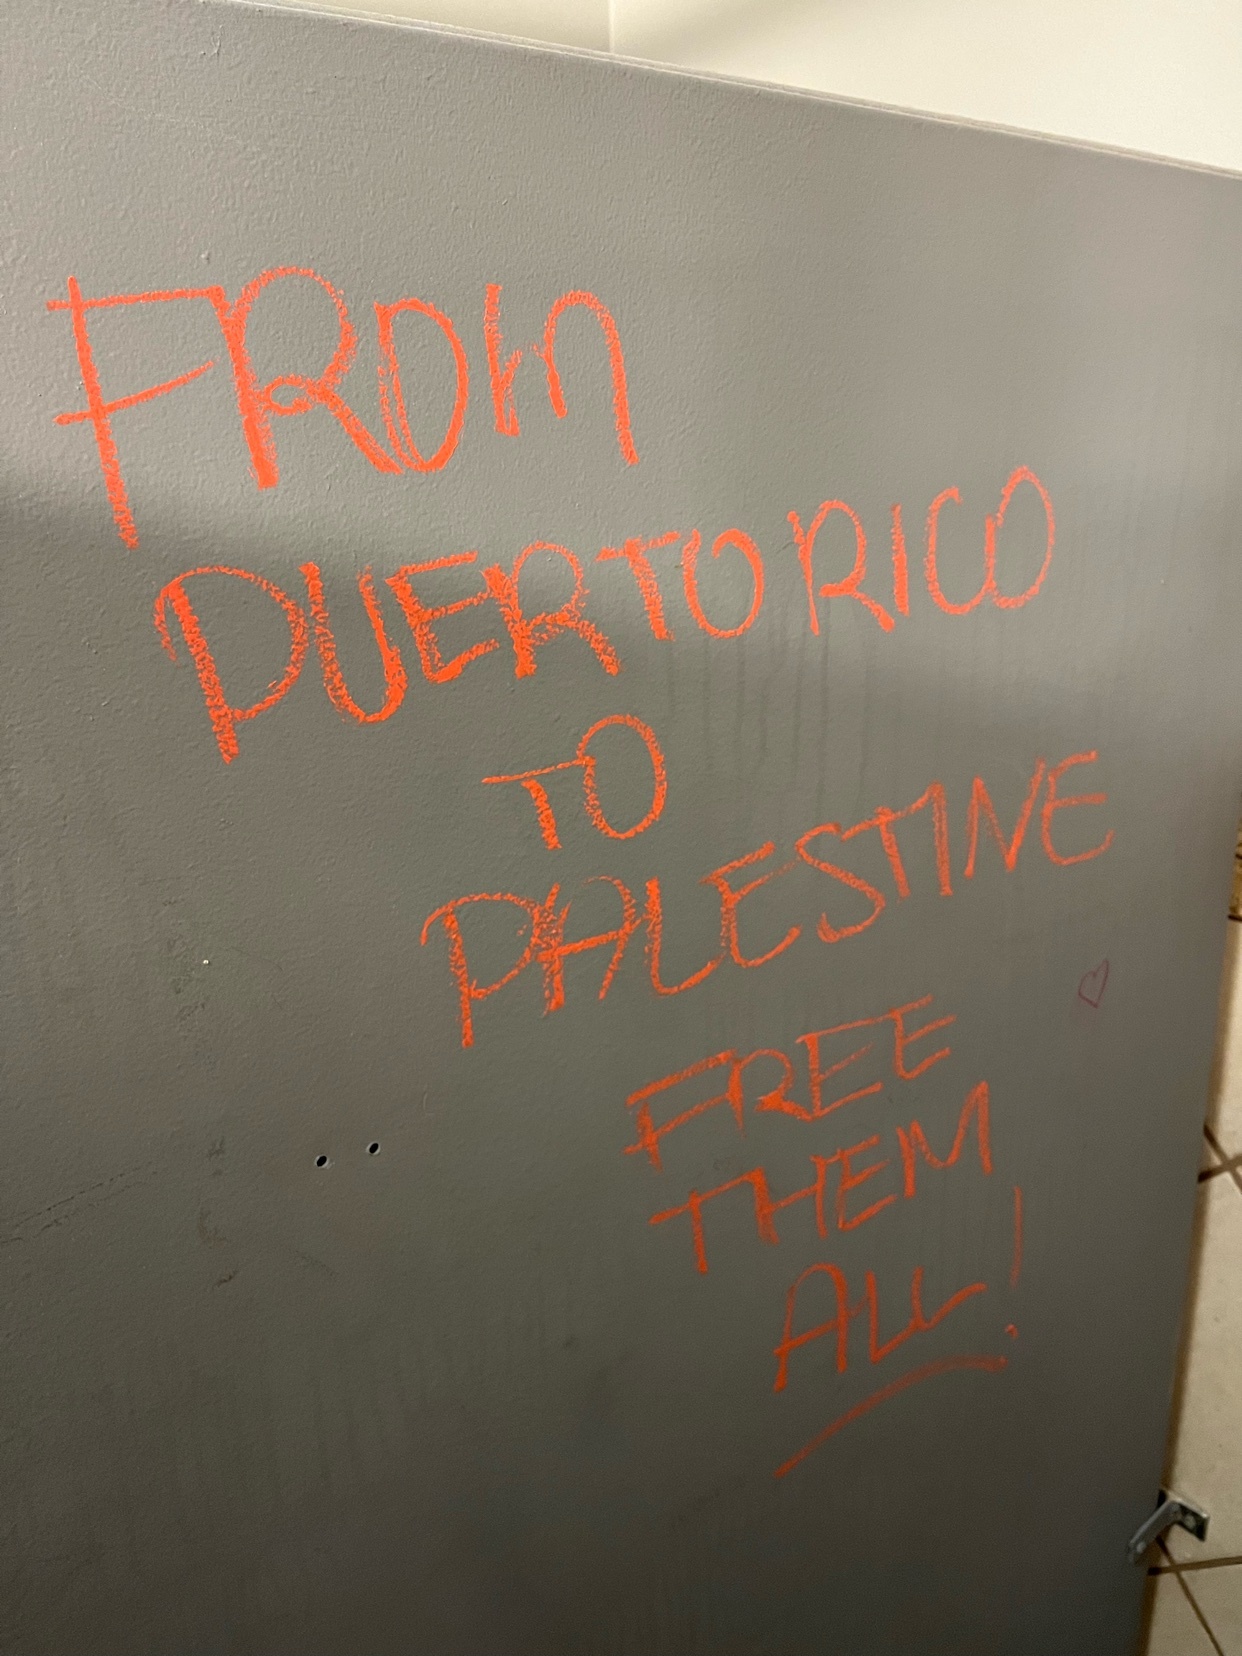 FROM
PUERTO RICO
TO
PALESTINE
FREE
THEM
ALL!